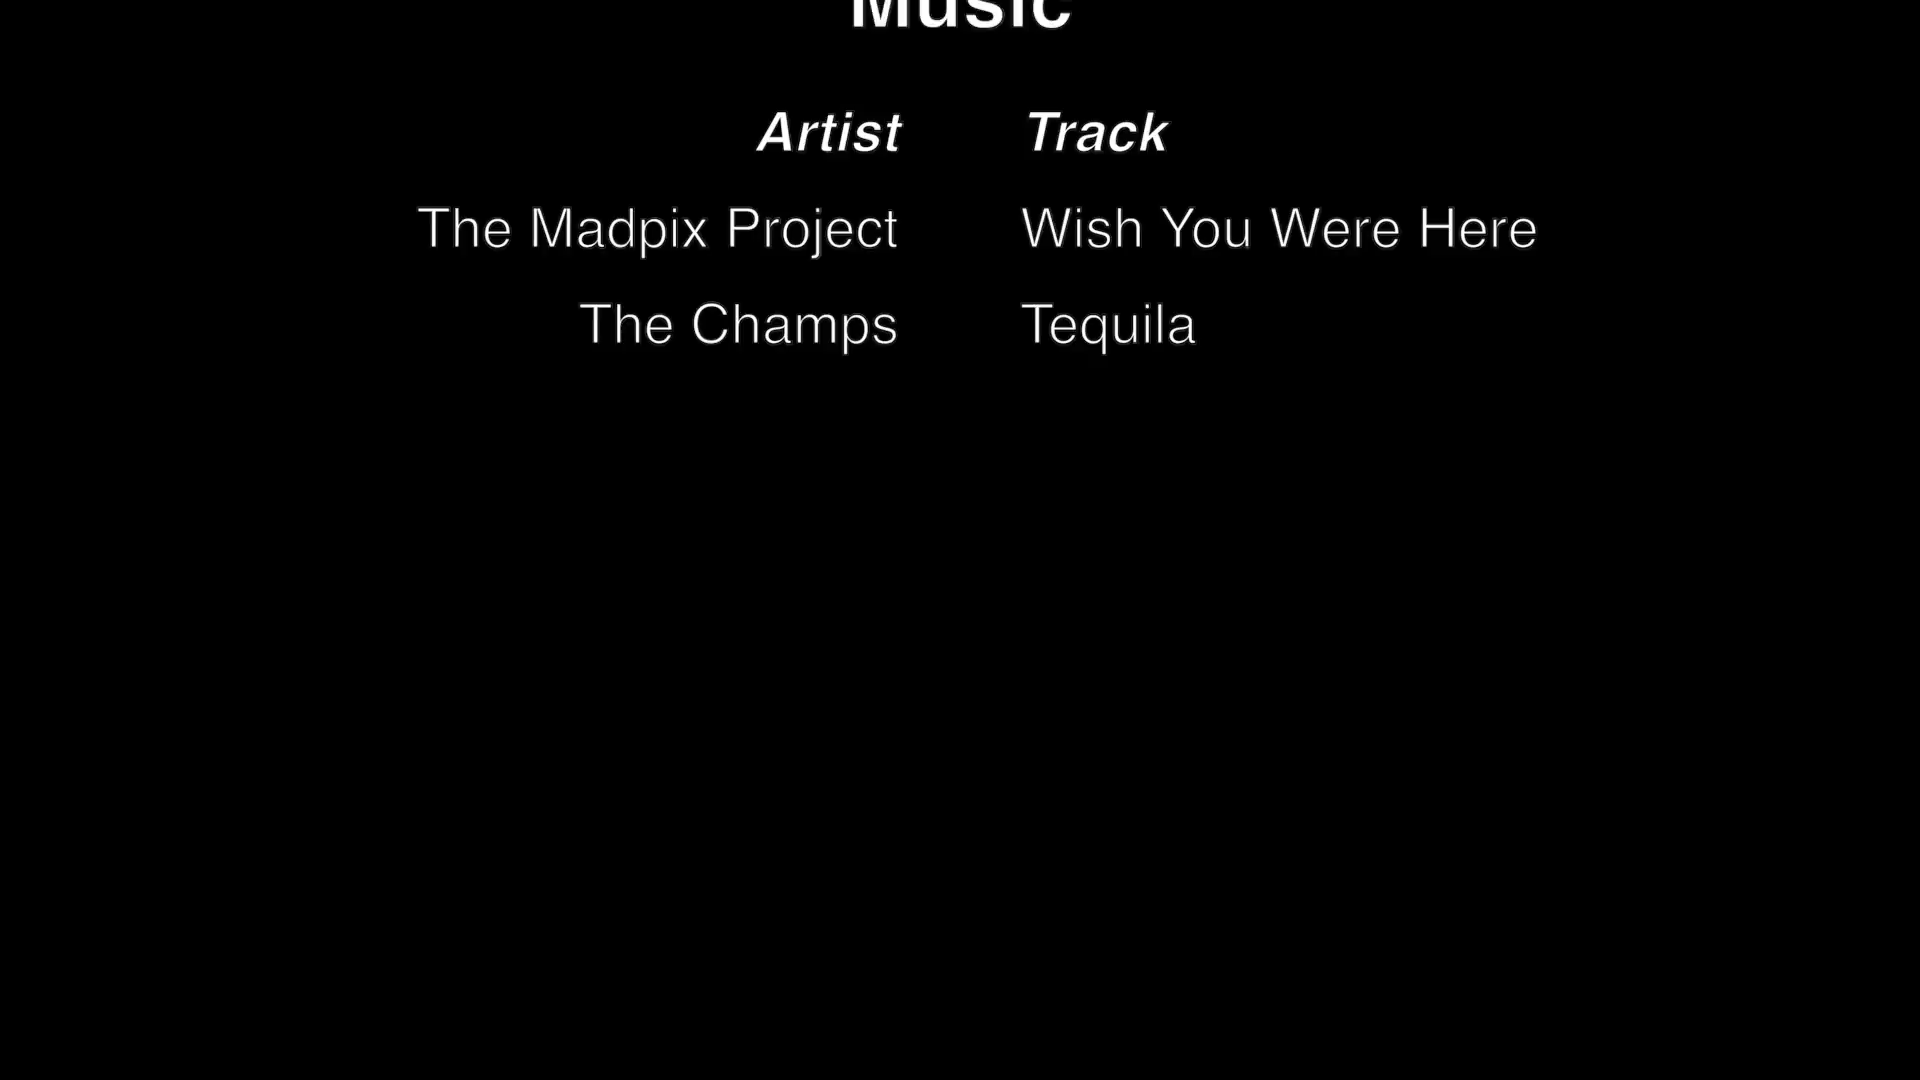 Music
Artist Track
The Madpix Project Wish You Were Here
The Champs Tequila